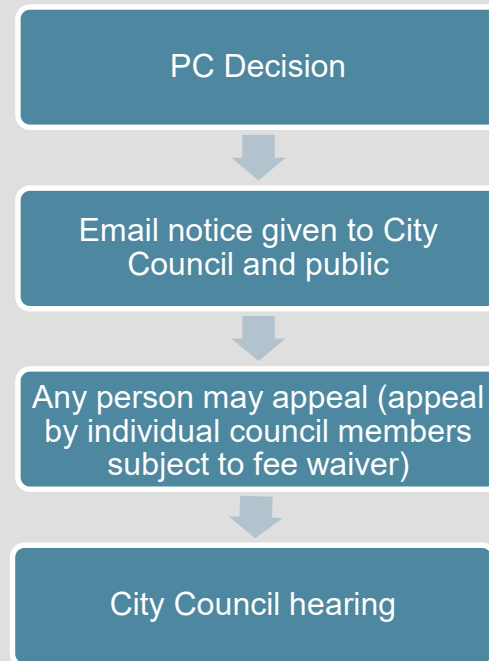 PC Decision
Email notice given to City
Council and public
Any person may appeal (appeal
by individual council members
subject to fee waiver)
City Council hearing